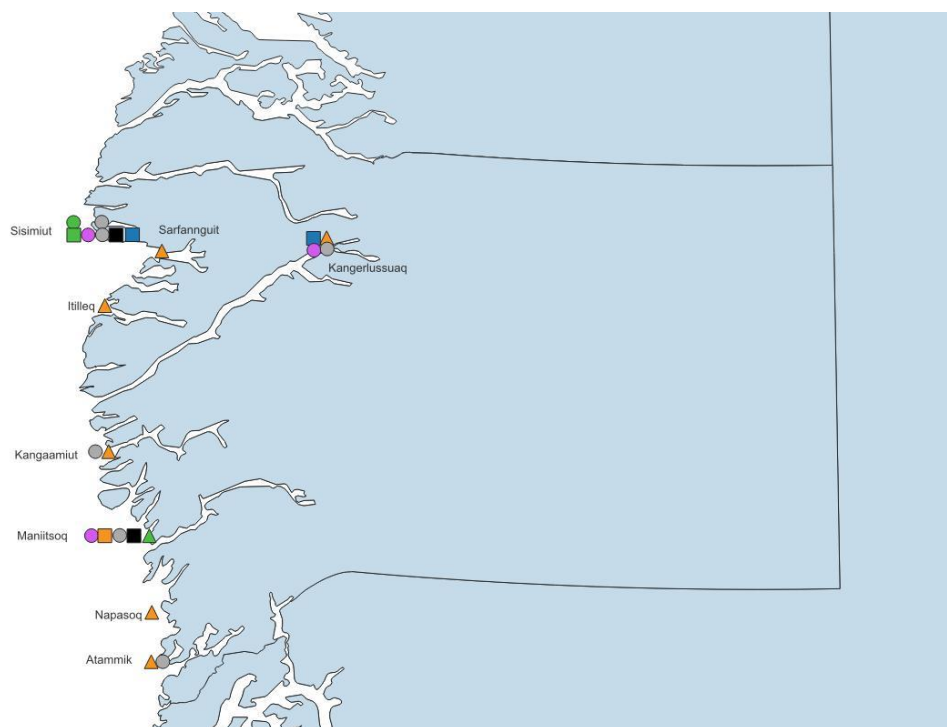 Sisimiut
Sarfannguit
Kangerlussuaq
Itilleq
Kangaamiut
Maniitsoq
Napasoq
Atammik